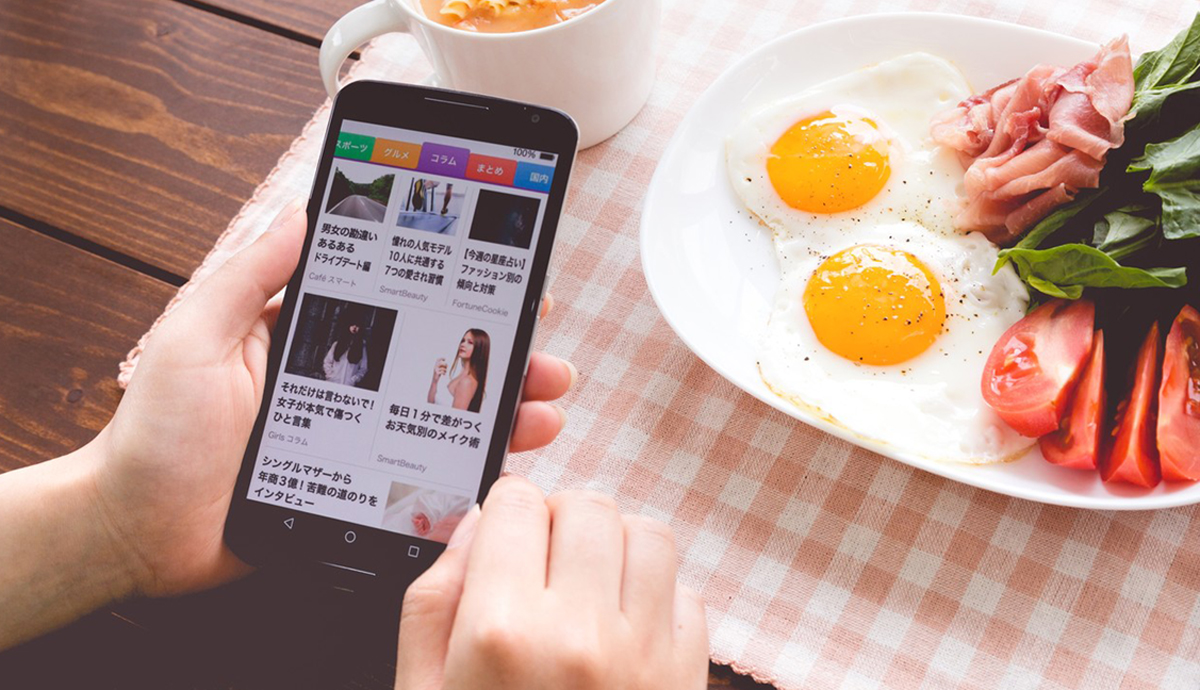 100%
スポーツ
グルメ
コラム
まとめ
国内
男女の勘違い
あるある
ドライブデート編
Café スマート
憧れの人気モデル
10人に共通する
7つの愛され習慣
SmartBeauty
【今週の星座占い】
ファッション別の
傾向と対策
FortuneCookie
それだけは言わないで!
女子が本気で傷つく
ひと言集
Girls コラム
毎日1分で差がつく
お天気別のメイク術
SmartBeauty
シングルマザーから
年商3億!苦難の道のりを
インタビュー